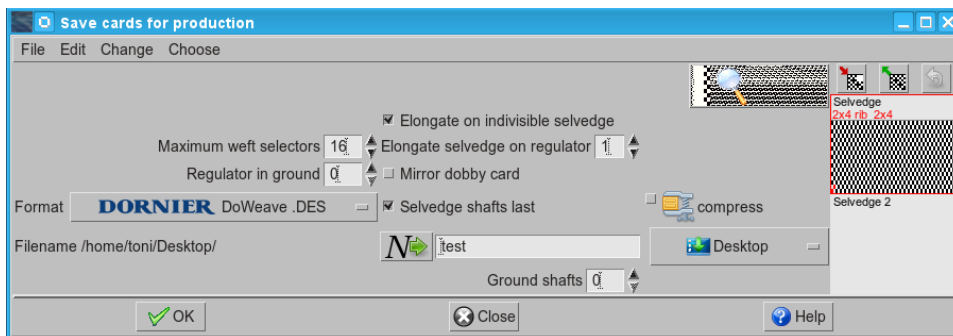 Save cards for production
File Edit Change Choose
Selvedge
2x4 rib 2x4
Elongate on indivisible selvedge
Maximum weft selectors 16 Elongate selvedge on regulator 1
Regulator in ground 0 Mirror dobby card
Selvedge 2
Format DORNIER DoWeave .DES Selvedge shafts last compress
Filename /home/toni/Desktop/ N test Desktop
Ground shafts 0
OK Close Help